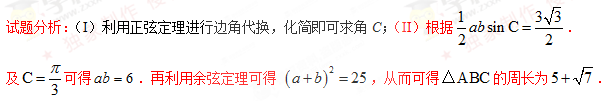 试题分析：（I）利用正弦定理进行边角代换，化简即可求角 C；（II）根据 \frac{1}{2}ab\sin C=\frac{3\sqrt{3}}{2}．
及 C=\frac{\pi}{3} 可得 ab=6．再利用余弦定理可得 (a+b)^2=25，从而可得△ABC的周长为5+\sqrt{7}．